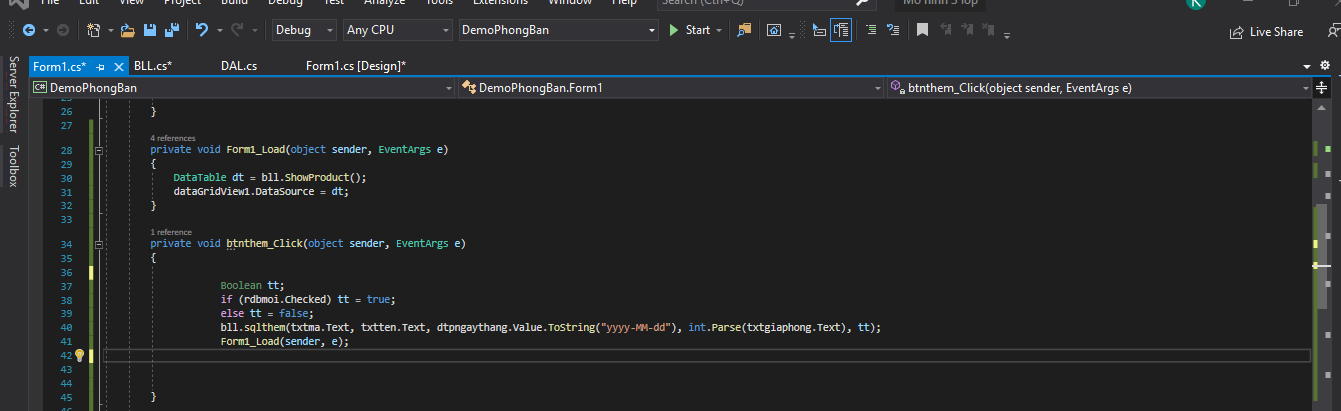 File Edit View Project Build Debug Test Analyze Tools Extensions Window Help Search (Ctrl+Q) Mo hinh 3 lop K
Debug Any CPU DemoPhongBan Start Live Share
Server Explorer
Toolbox
Form1.cs* BLL.cs* DAL.cs Form1.cs [Design]*
C# DemoPhongBan DemoPhongBan.Form1 btnthem_Click(object sender, EventArgs e)
25
26 }
27
4 references
28 private void Form1_Load(object sender, EventArgs e)
29 {
30 DataTable dt = bll.ShowProduct();
31 dataGridView1.DataSource = dt;
32 }
33
1 reference
34 private void btnthem_Click(object sender, EventArgs e)
35 {
36
37 Boolean tt;
38 if (rdbmoi.Checked) tt = true;
39 else tt = false;
40 bll.sqlthem(txtma.Text, txtten.Text, dtpngaythang.Value.ToString("yyyy-MM-dd"), int.Parse(txtgiaphong.Text), tt);
41 Form1_Load(sender, e);
42
43
44
45 }
46